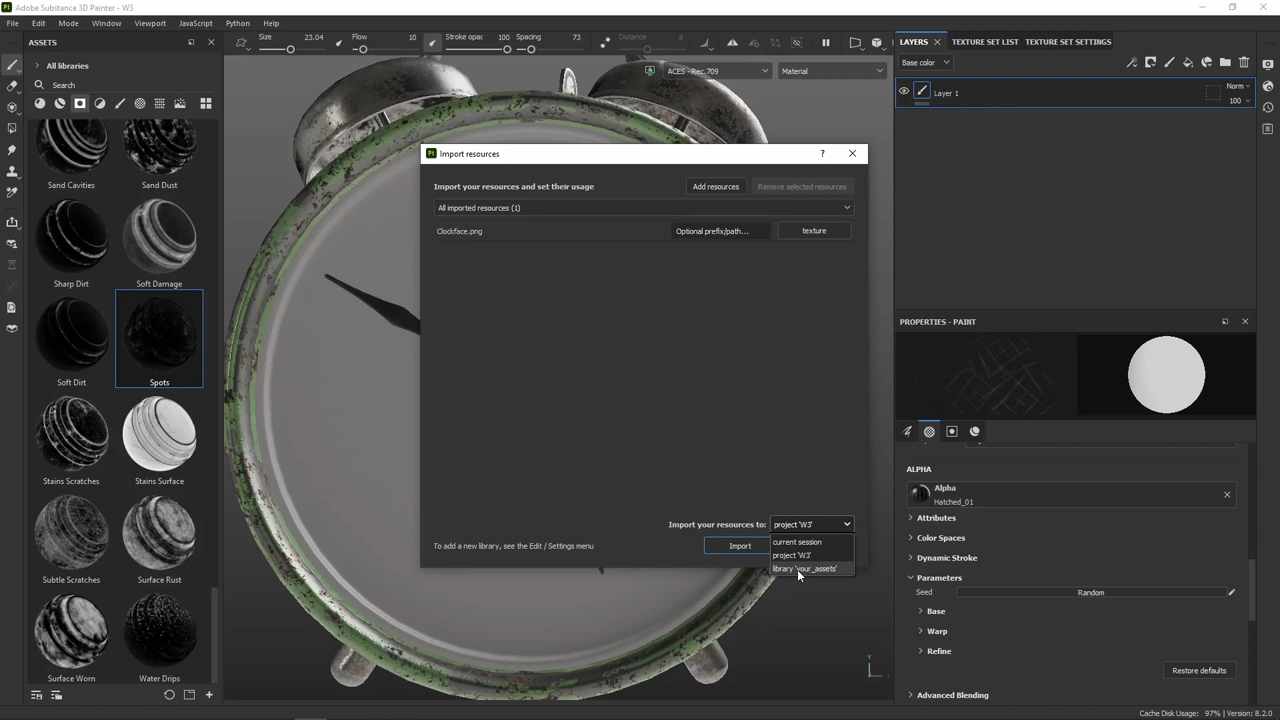 Adobe Substance 3D Painter - W3
File Edit Mode Window Viewport JavaScript Python Help
ASSETS
Size 23.04 Flow 10 Stroke opac 100 Spacing 73 Distance 8
LAYERS TEXTURE SET LIST TEXTURE SET SETTINGS
All libraries
Search
ACES - Rec.709 Material
Base color
Layer 1 Norm
100
Sand Cavities Sand Dust
Sharp Dirt Soft Damage
Soft Dirt Spots
Stains Scratches Stains Surface
Subtle Scratches Surface Rust
Surface Worn Water Drips
Pt Import resources ?
Import your resources and set their usage Add resources Remove selected resources
All imported resources (1)
Clockface.png Optional prefix/path... texture
Import your resources to: project 'W3'
To add a new library, see the Edit / Settings menu Import
current session
project 'W3'
library 'your_assets'
PROPERTIES - PAINT
ALPHA
Alpha
Hatched_01
Attributes
Color Spaces
Dynamic Stroke
Parameters
Seed Random
Base
Warp
Refine
Restore defaults
Advanced Blending
Y
Cache Disk Usage: 97% | Version: 8.2.0